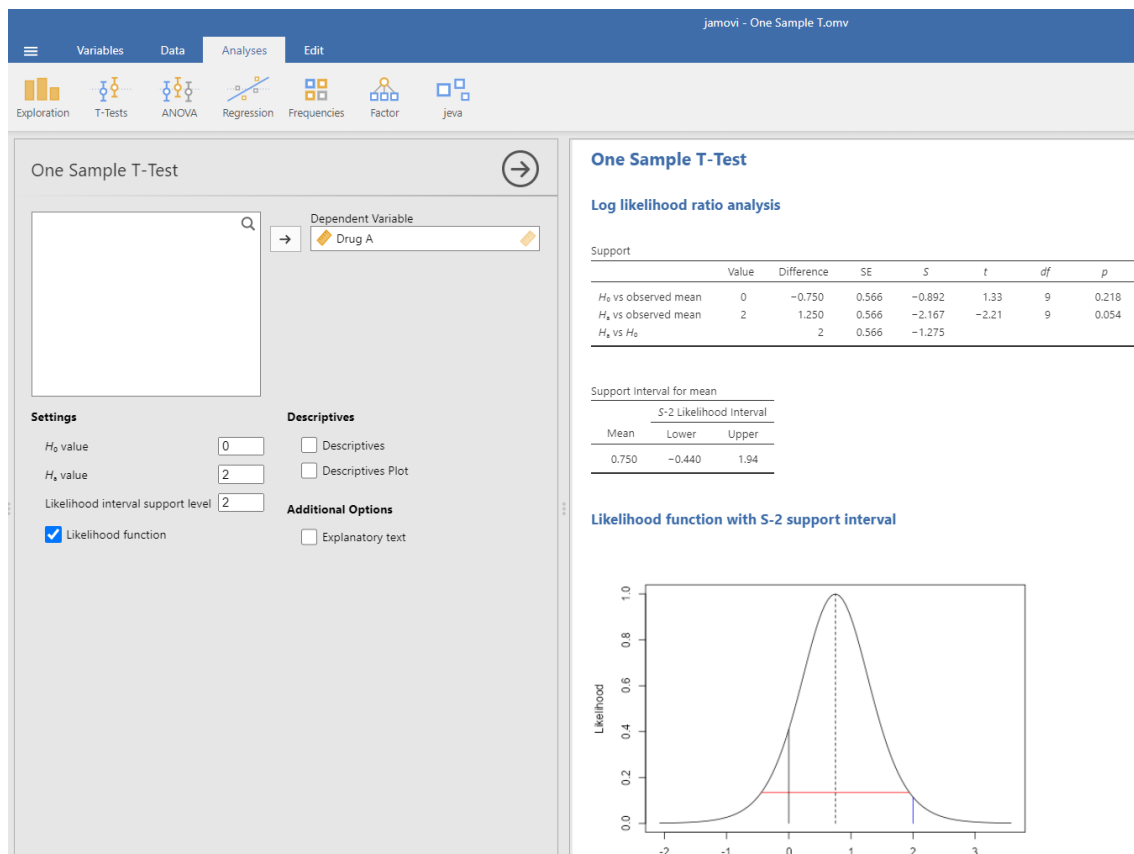 jamovi - One Sample T.omv
Variables Data Analyses Edit
Exploration T-Tests ANOVA Regression Frequencies Factor jeva
One Sample T-Test
Dependent Variable
Drug A
Settings
H₀ value 0
Hₐ value 2
Likelihood interval support level 2
Likelihood function
Descriptives
Descriptives
Descriptives Plot
Additional Options
Explanatory text
One Sample T-Test
Log likelihood ratio analysis
Support
Value Difference SE S t df p
H₀ vs observed mean 0 −0.750 0.566 −0.892 1.33 9 0.218
Hₐ vs observed mean 2 1.250 0.566 −2.167 −2.21 9 0.054
Hₐ vs H₀ 2 0.566 −1.275
Support Interval for mean
S-2 Likelihood Interval
Mean Lower Upper
0.750 −0.440 1.94
Likelihood function with S-2 support interval
Likelihood
1.0
0.8
0.6
0.4
0.2
0.0
-2 -1 0 1 2 3